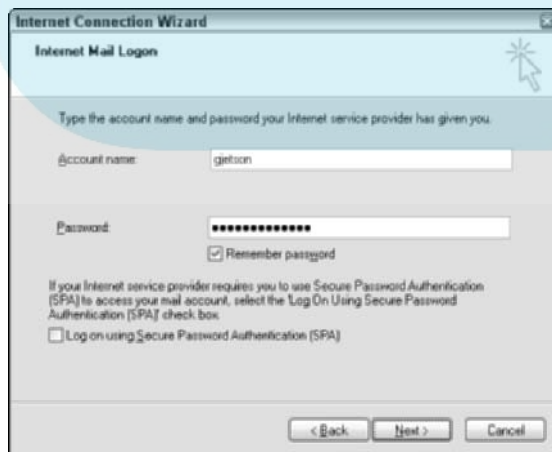 Internet Connection Wizard
Internet Mail Logon
Type the account name and password your Internet service provider has given you.
Account name: gjetson
Password: •••••••••••••
Remember password
If your Internet service provider requires you to use Secure Password Authentication
(SPA) to access your mail account, select the 'Log On Using Secure Password
Authentication (SPA)' check box.
Log on using Secure Password Authentication (SPA)
< Back Next > Cancel